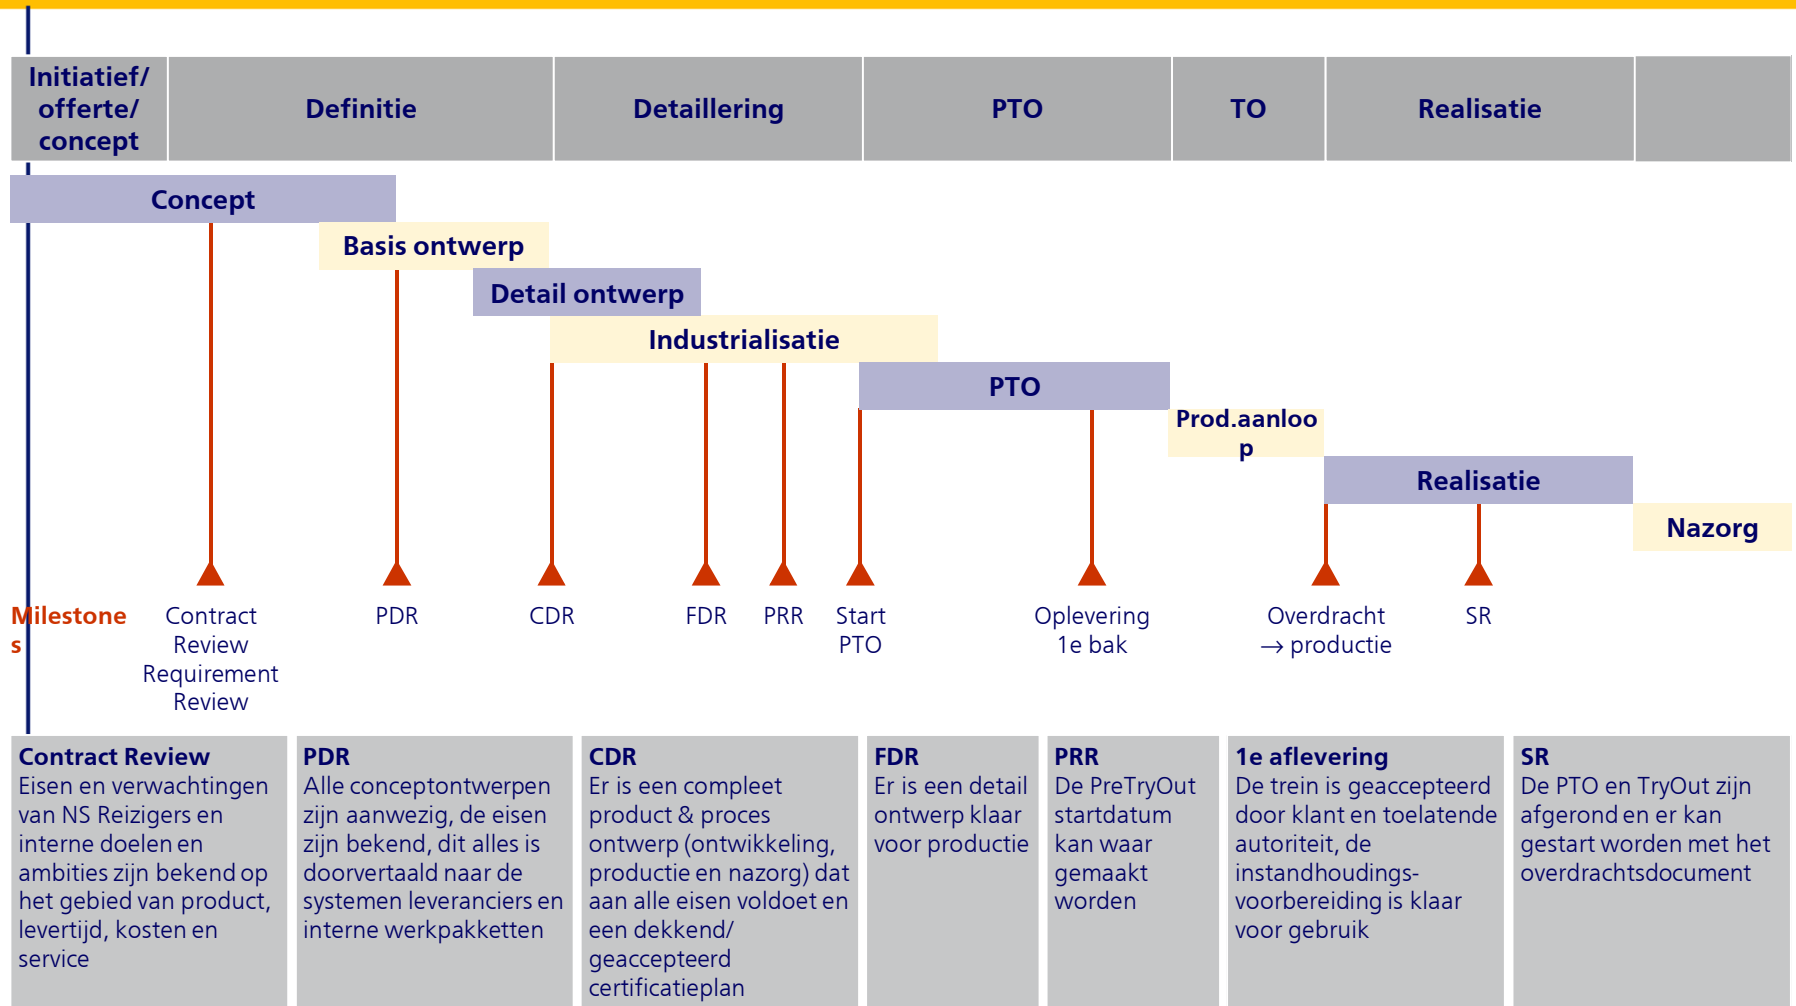 Initiatief/
offerte/
concept
Definitie
Detaillering
PTO
TO
Realisatie
Concept
Basis ontwerp
Detail ontwerp
Industrialisatie
PTO
Prod.aanloo
p
Realisatie
Nazorg
Milestone
s
Contract
Review
Requirement
Review
PDR
CDR
FDR
PRR
Start
PTO
Oplevering
1e bak
Overdracht
→ productie
SR
Contract Review
Eisen en verwachtingen
van NS Reizigers en
interne doelen en
ambities zijn bekend op
het gebied van product,
levertijd, kosten en
service
PDR
Alle conceptontwerpen
zijn aanwezig, de eisen
zijn bekend, dit alles is
doorvertaald naar de
systemen leveranciers en
interne werkpakketten
CDR
Er is een compleet
product & proces
ontwerp (ontwikkeling,
productie en nazorg) dat
aan alle eisen voldoet en
een dekkend/
geaccepteerd
certificatieplan
FDR
Er is een detail
ontwerp klaar
voor productie
PRR
De PreTryOut
startdatum
kan waar
gemaakt
worden
1e aflevering
De trein is geaccepteerd
door klant en toelatende
autoriteit, de
instandhoudings-
voorbereiding is klaar
voor gebruik
SR
De PTO en TryOut zijn
afgerond en er kan
gestart worden met het
overdrachtsdocument